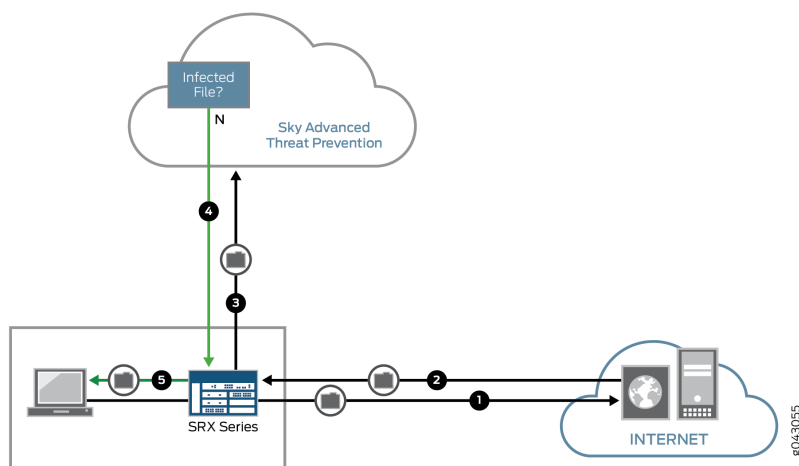 Infected
File?
N
Sky Advanced
Threat Prevention
4
3
5
2
1
SRX Series
INTERNET
g043055